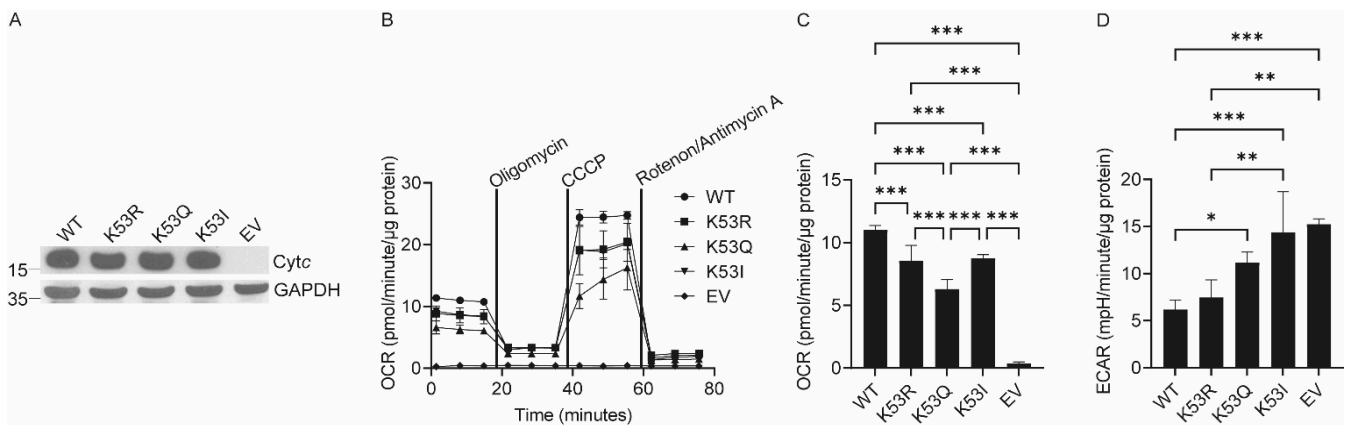 A
WT
K53R
K53Q
K53I
EV
15
Cytc
35
GAPDH
B
Oligomycin
CCCP
Rotenon/Antimycin A
OCR (pmol/minute/µg protein)
30
20
10
0
0
20
40
60
80
Time (minutes)
WT
K53R
K53Q
K53I
EV
C
***
***
***
*** ***
***
*** *** ***
OCR (pmol/minute/µg protein)
15
10
5
0
WT
K53R
K53Q
K53I
EV
D
***
**
***
**
*
ECAR (mpH/minute/µg protein)
20
15
10
5
0
WT
K53R
K53Q
K53I
EV